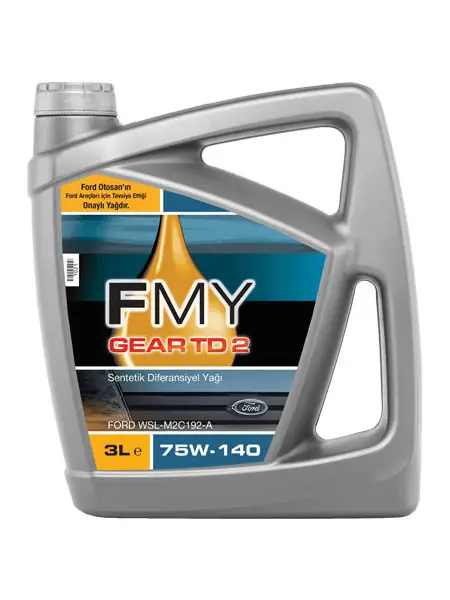 Ford Otosan'ın
Ford Araçları için Tavsiye Ettiği
Onaylı Yağdır.
FMY
GEAR TD 2
Sentetik Diferansiyel Yağı
Ford
FORD WSL-M2C192-A
3L e
75W-140